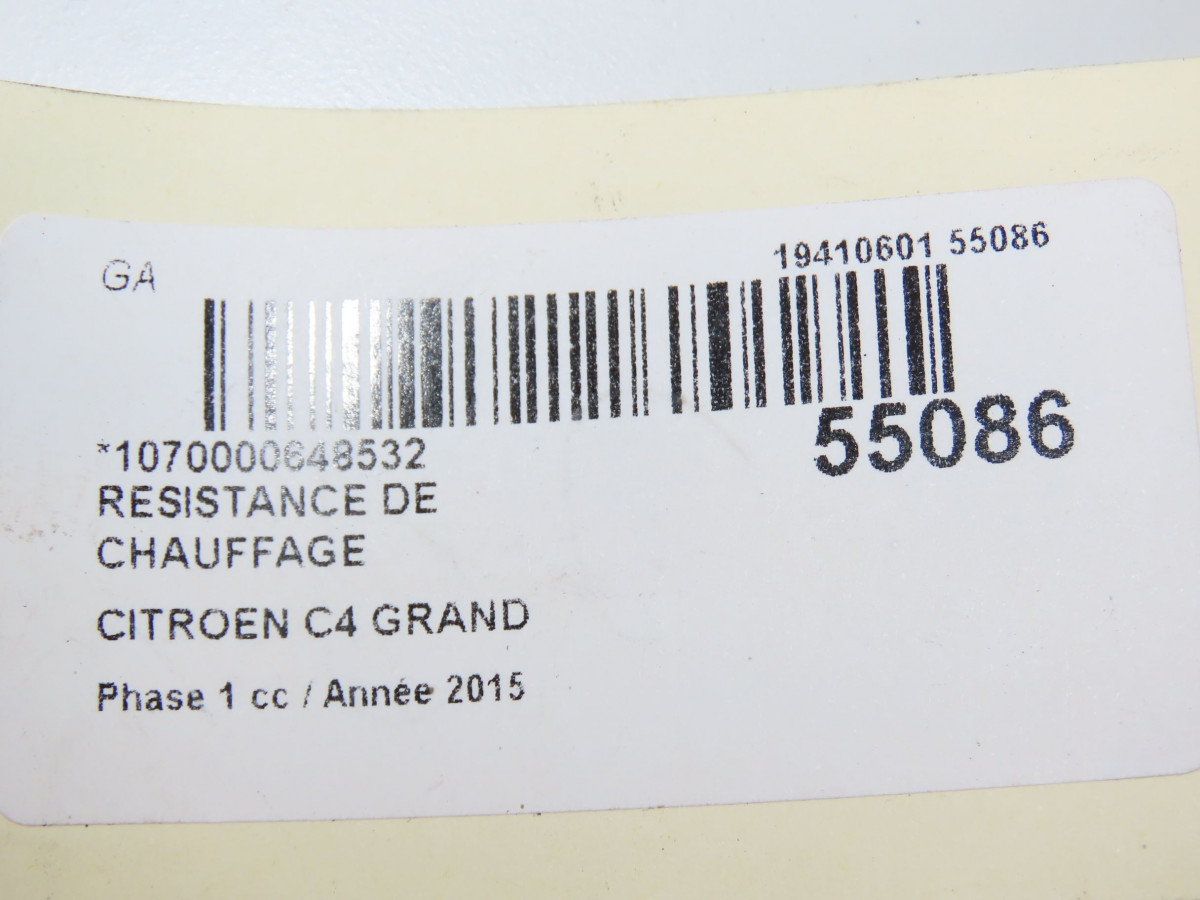 GA
19410601 55086
55086
*1070000648532
RESISTANCE DE
CHAUFFAGE
CITROEN C4 GRAND
Phase 1 cc / Année 2015